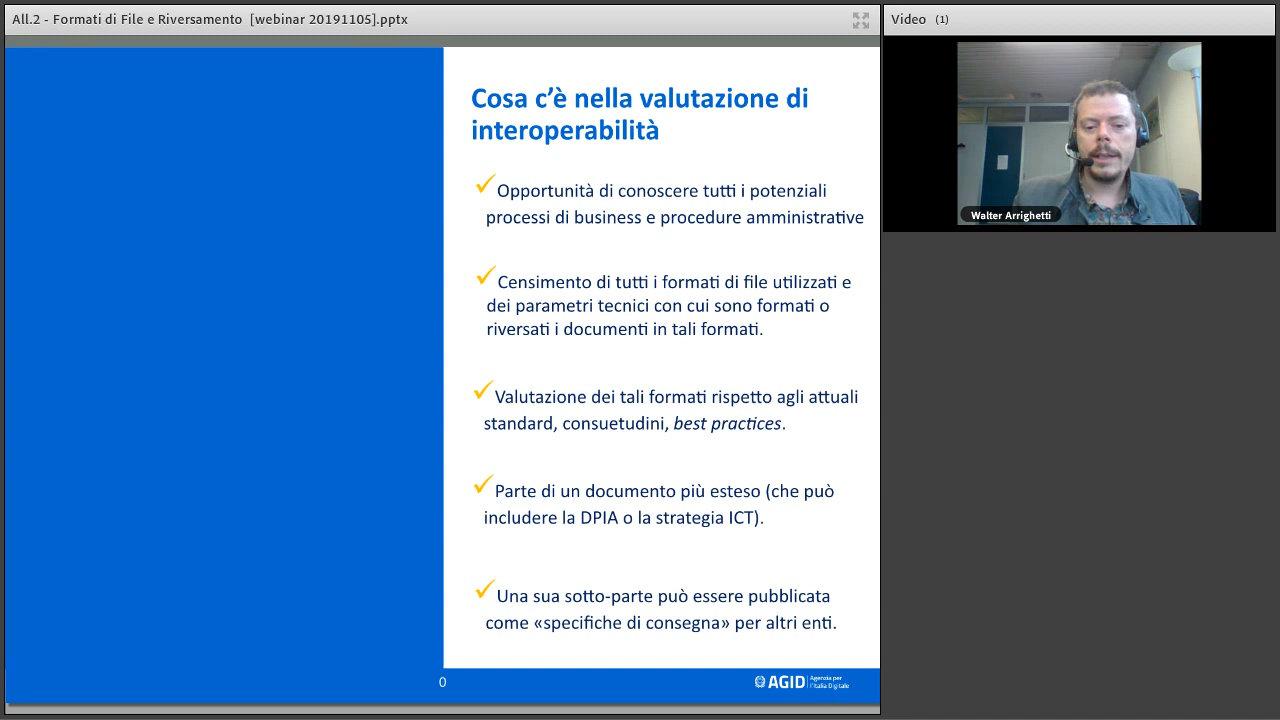 All.2 - Formati di File e Riversamento [webinar 20191105].pptx
Video (1)
Cosa c’è nella valutazione di
interoperabilità
Opportunità di conoscere tutti i potenziali
processi di business e procedure amministrative
Censimento di tutti i formati di file utilizzati e
dei parametri tecnici con cui sono formati o
riversati i documenti in tali formati.
Valutazione dei tali formati rispetto agli attuali
standard, consuetudini, best practices.
Parte di un documento più esteso (che può
includere la DPIA o la strategia ICT).
Una sua sotto-parte può essere pubblicata
come «specifiche di consegna» per altri enti.
0
AGID
Agenzia per
l'Italia Digitale
Walter Arrighetti